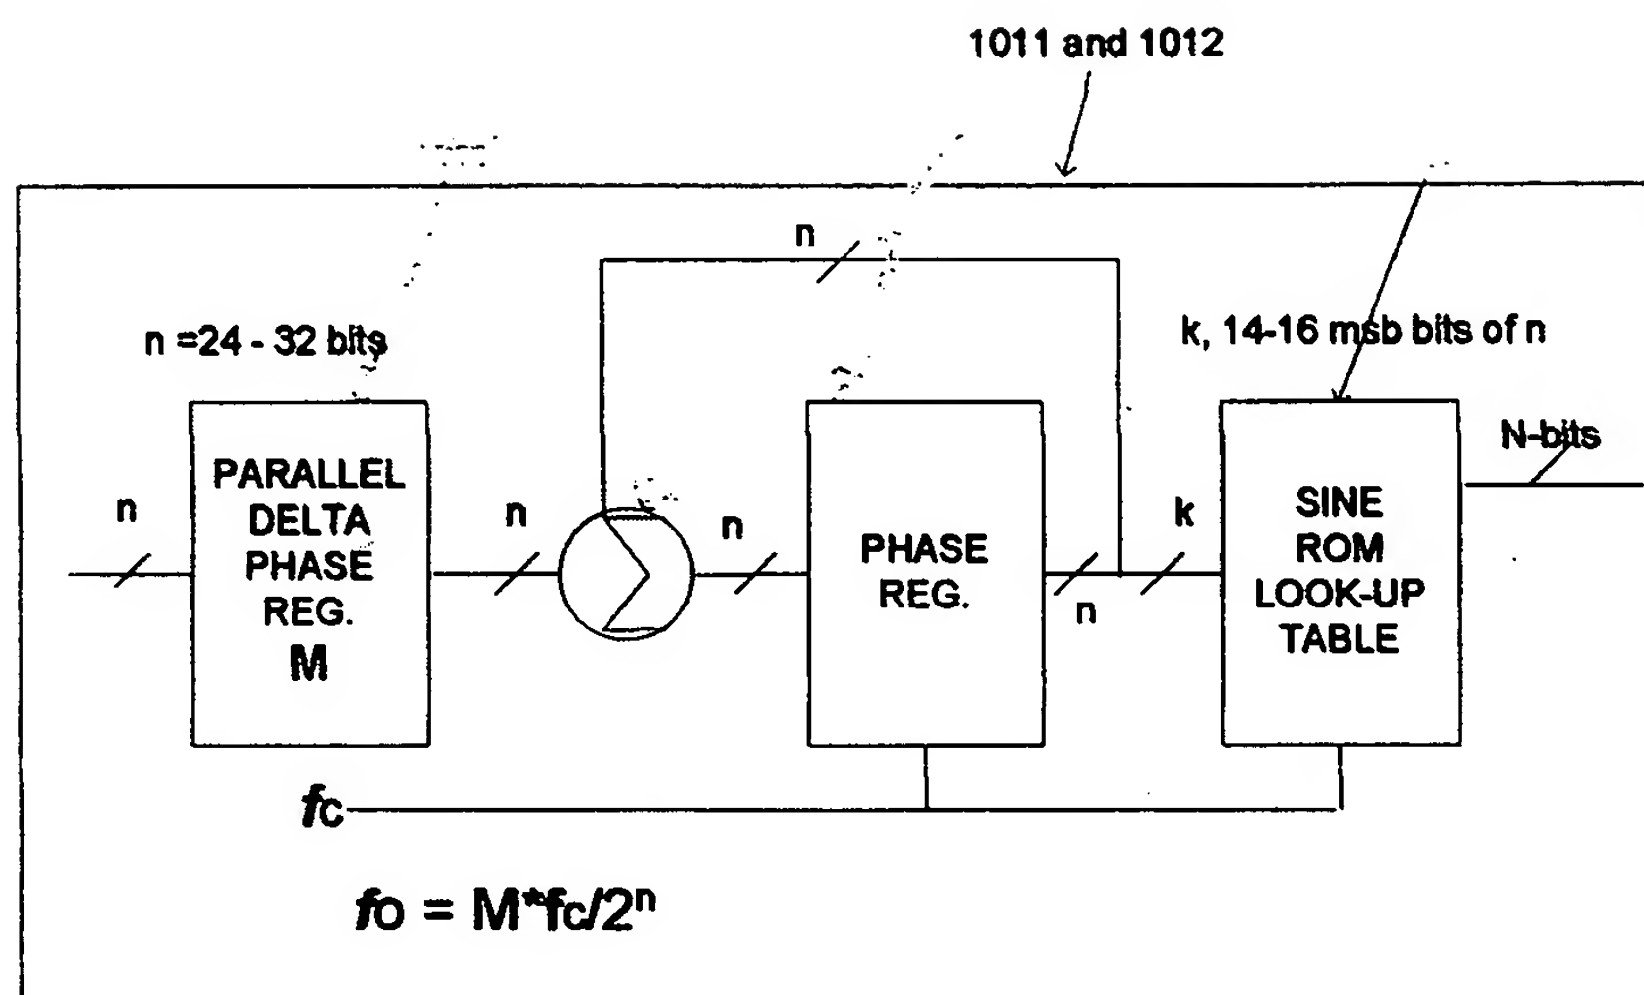 1011 and 1012
n
n =24 - 32 bits
k, 14-16 msb bits of n
N-bits
n
PARALLEL
DELTA
PHASE
REG.
M
n
n
PHASE
REG.
n
k
SINE
ROM
LOOK-UP
TABLE
fc
fo = M*fc/2ⁿ